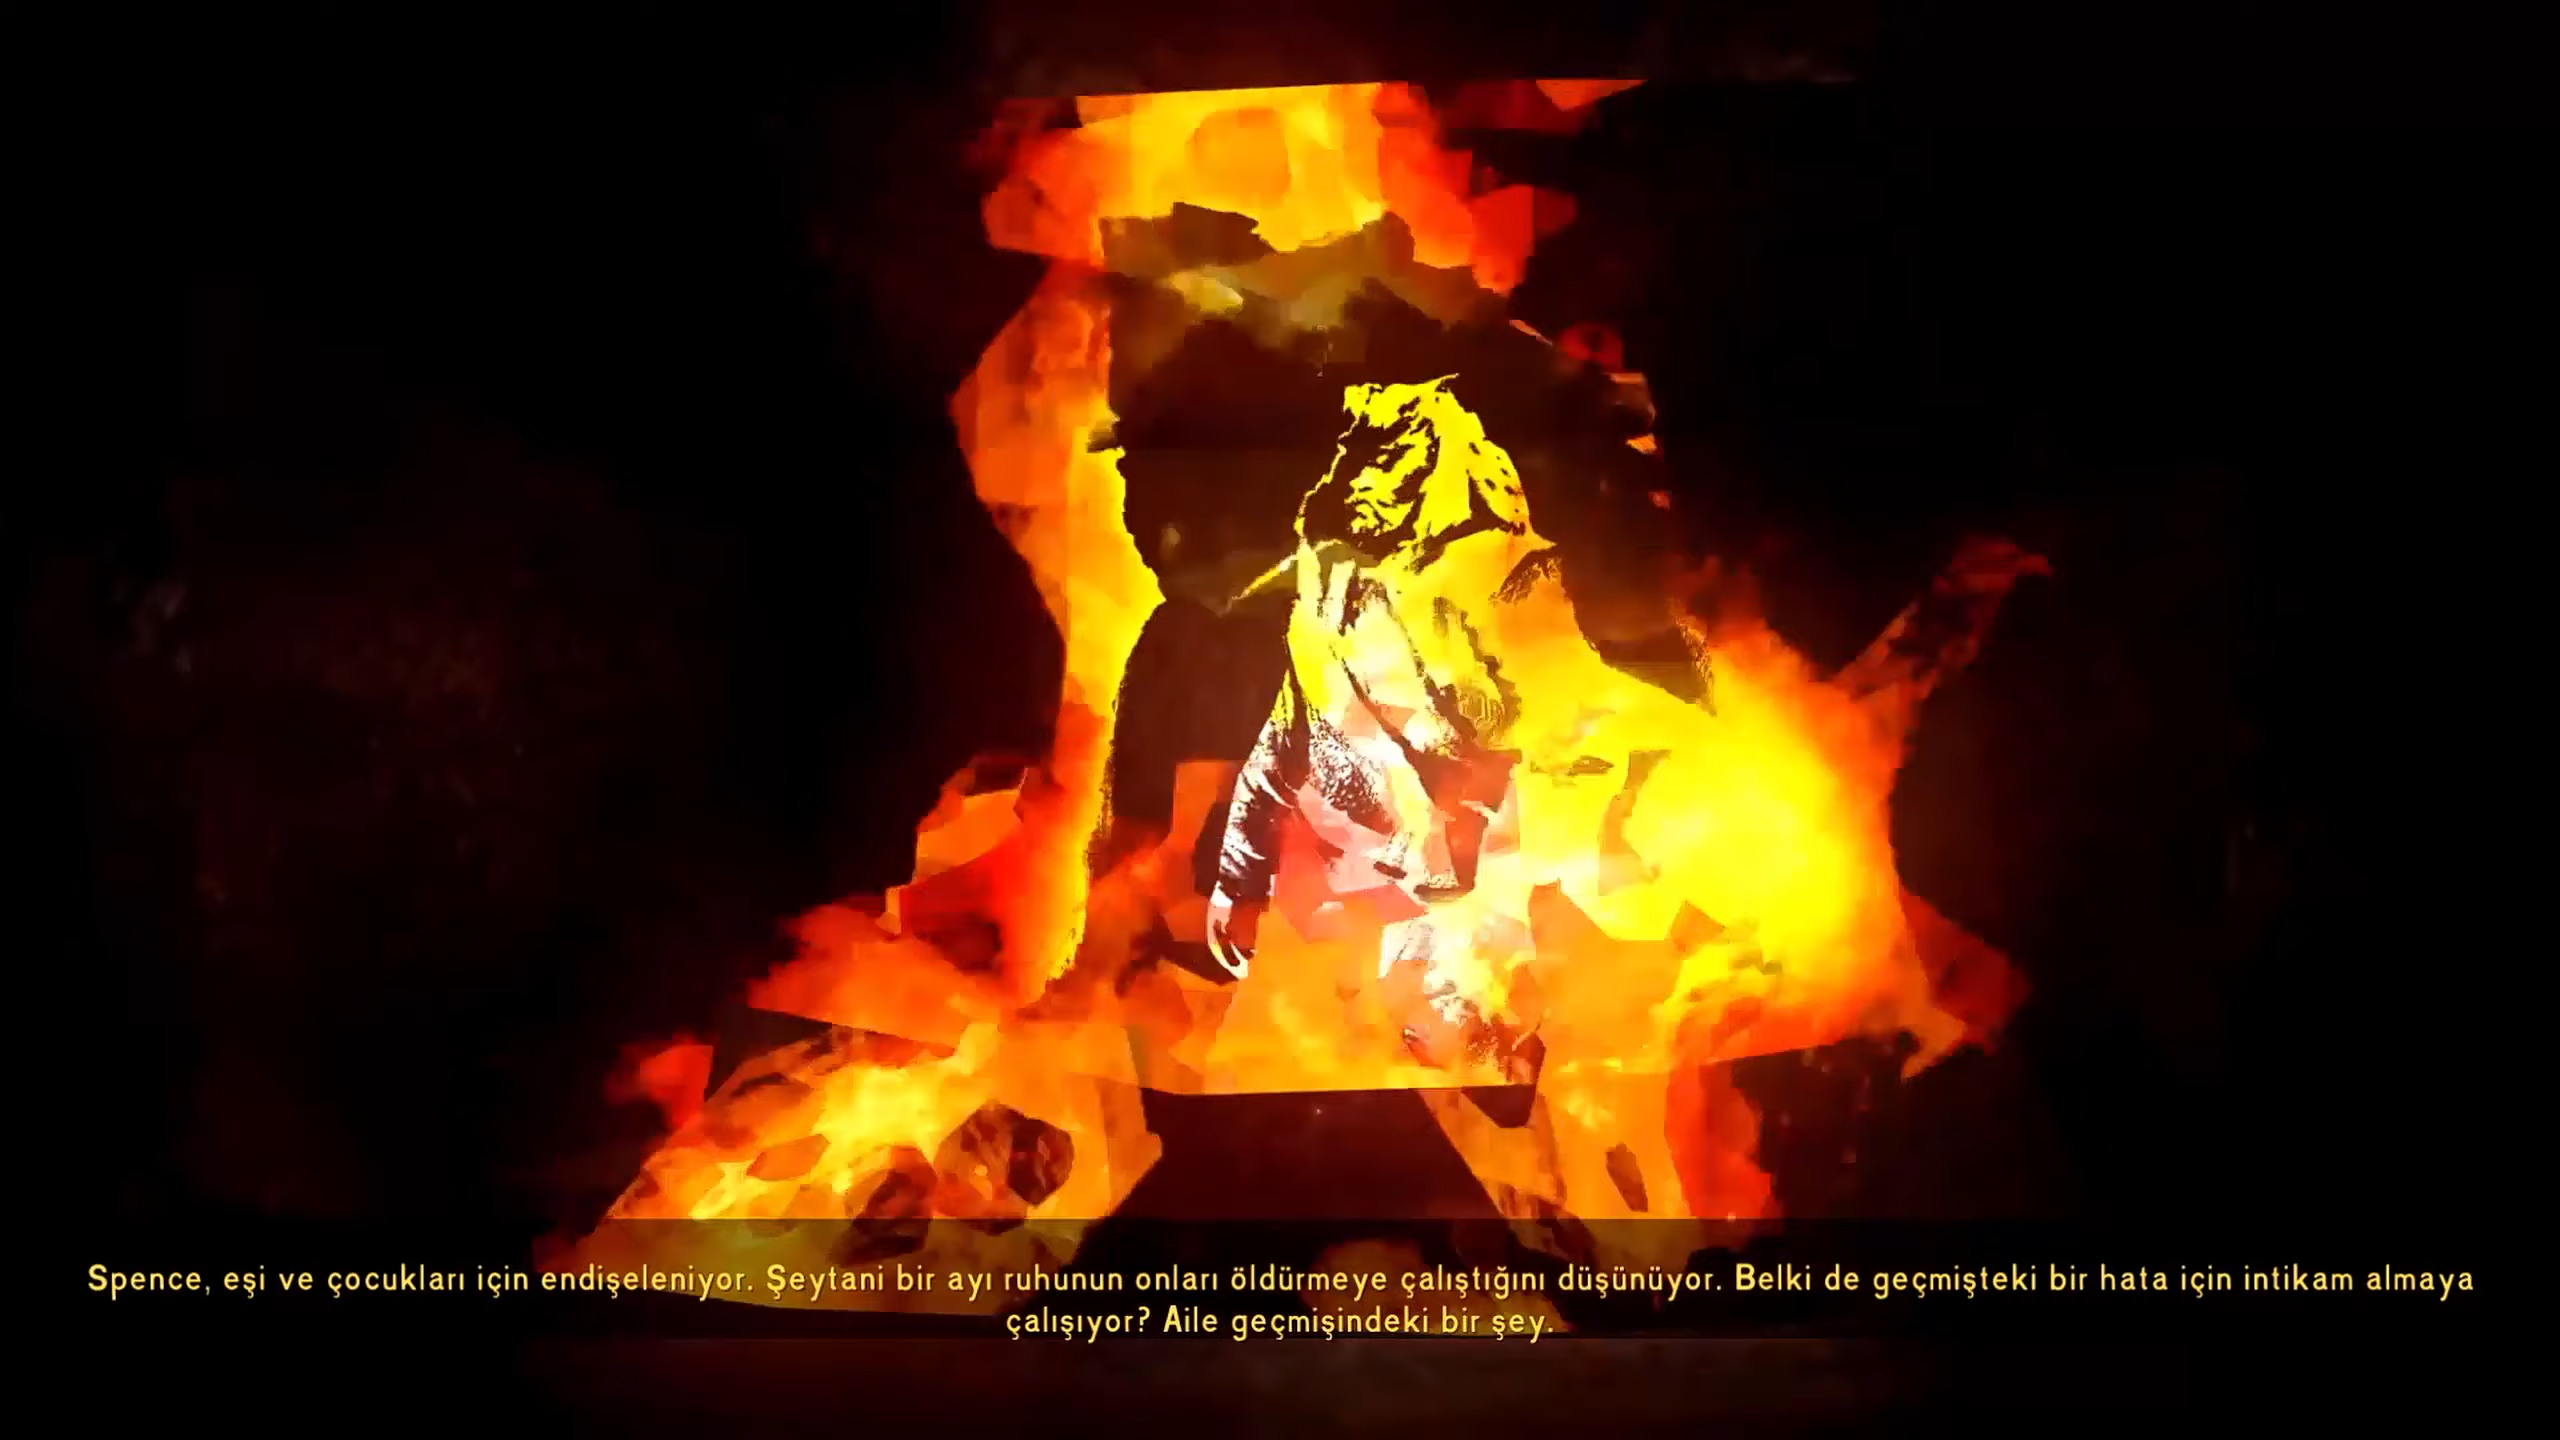 Spence, eşi ve çocukları için endişeleniyor. Şeytani bir ayı ruhunun onları öldürmeye çalıştığını düşünüyor. Belki de geçmişteki bir hata için intikam almaya
çalışıyor? Aile geçmişindeki bir şey.